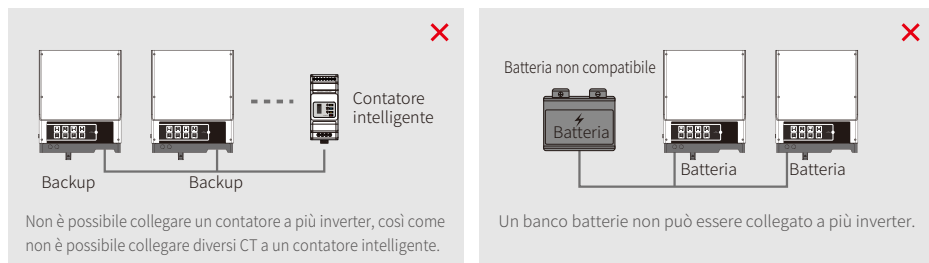 Contatore
intelligente
Backup
Backup
Non è possibile collegare un contatore a più inverter, così come
non è possibile collegare diversi CT a un contatore intelligente.
Batteria non compatibile
Batteria
Batteria
Batteria
Un banco batterie non può essere collegato a più inverter.